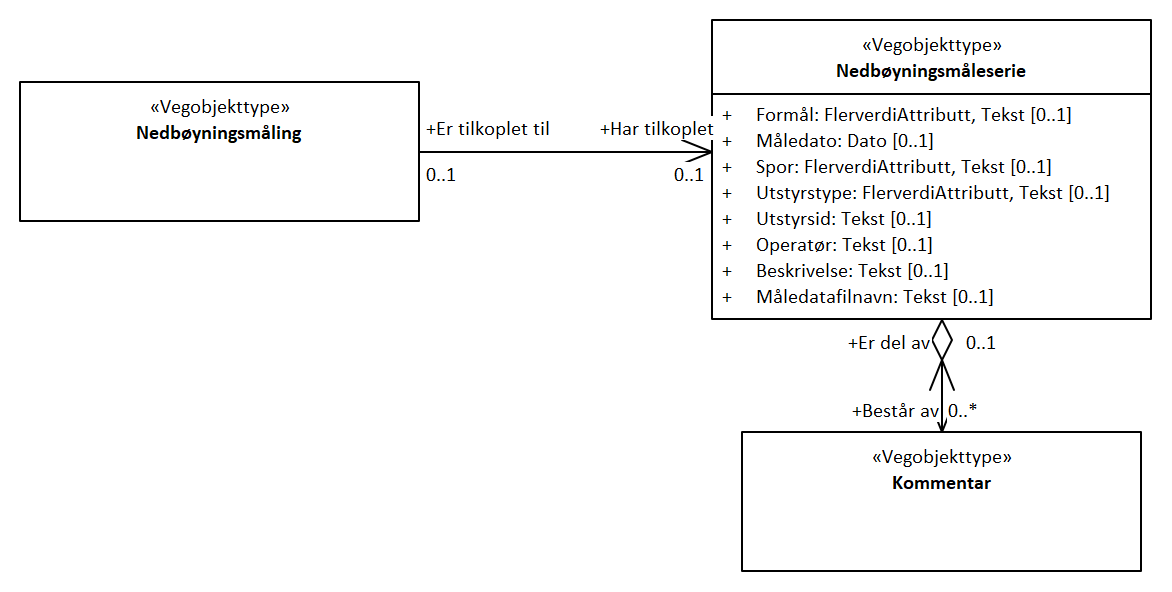 «Vegobjekttype»
Nedbøyningsmåling
+Er tilkoplet til
0..1
+Har tilkoplet
0..1
«Vegobjekttype»
Nedbøyningsmåleserie
+ Formål: FlerverdiAttributt, Tekst [0..1]
+ Måledato: Dato [0..1]
+ Spor: FlerverdiAttributt, Tekst [0..1]
+ Utstyrstype: FlerverdiAttributt, Tekst [0..1]
+ Utstyrsid: Tekst [0..1]
+ Operatør: Tekst [0..1]
+ Beskrivelse: Tekst [0..1]
+ Måledatafilnavn: Tekst [0..1]
+Er del av 0..1
+Består av 0..*
«Vegobjekttype»
Kommentar